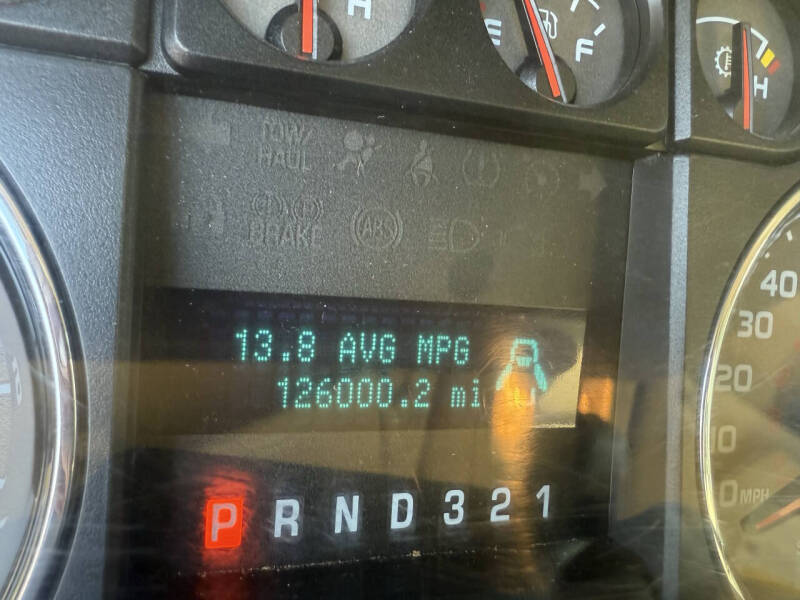 H
E F
H
TOW/
HAUL
BRAKE
ABS
13.8 AVG MPG
126000.2 mi
P R N D 3 2 1
40
30
20
10
0 MPH